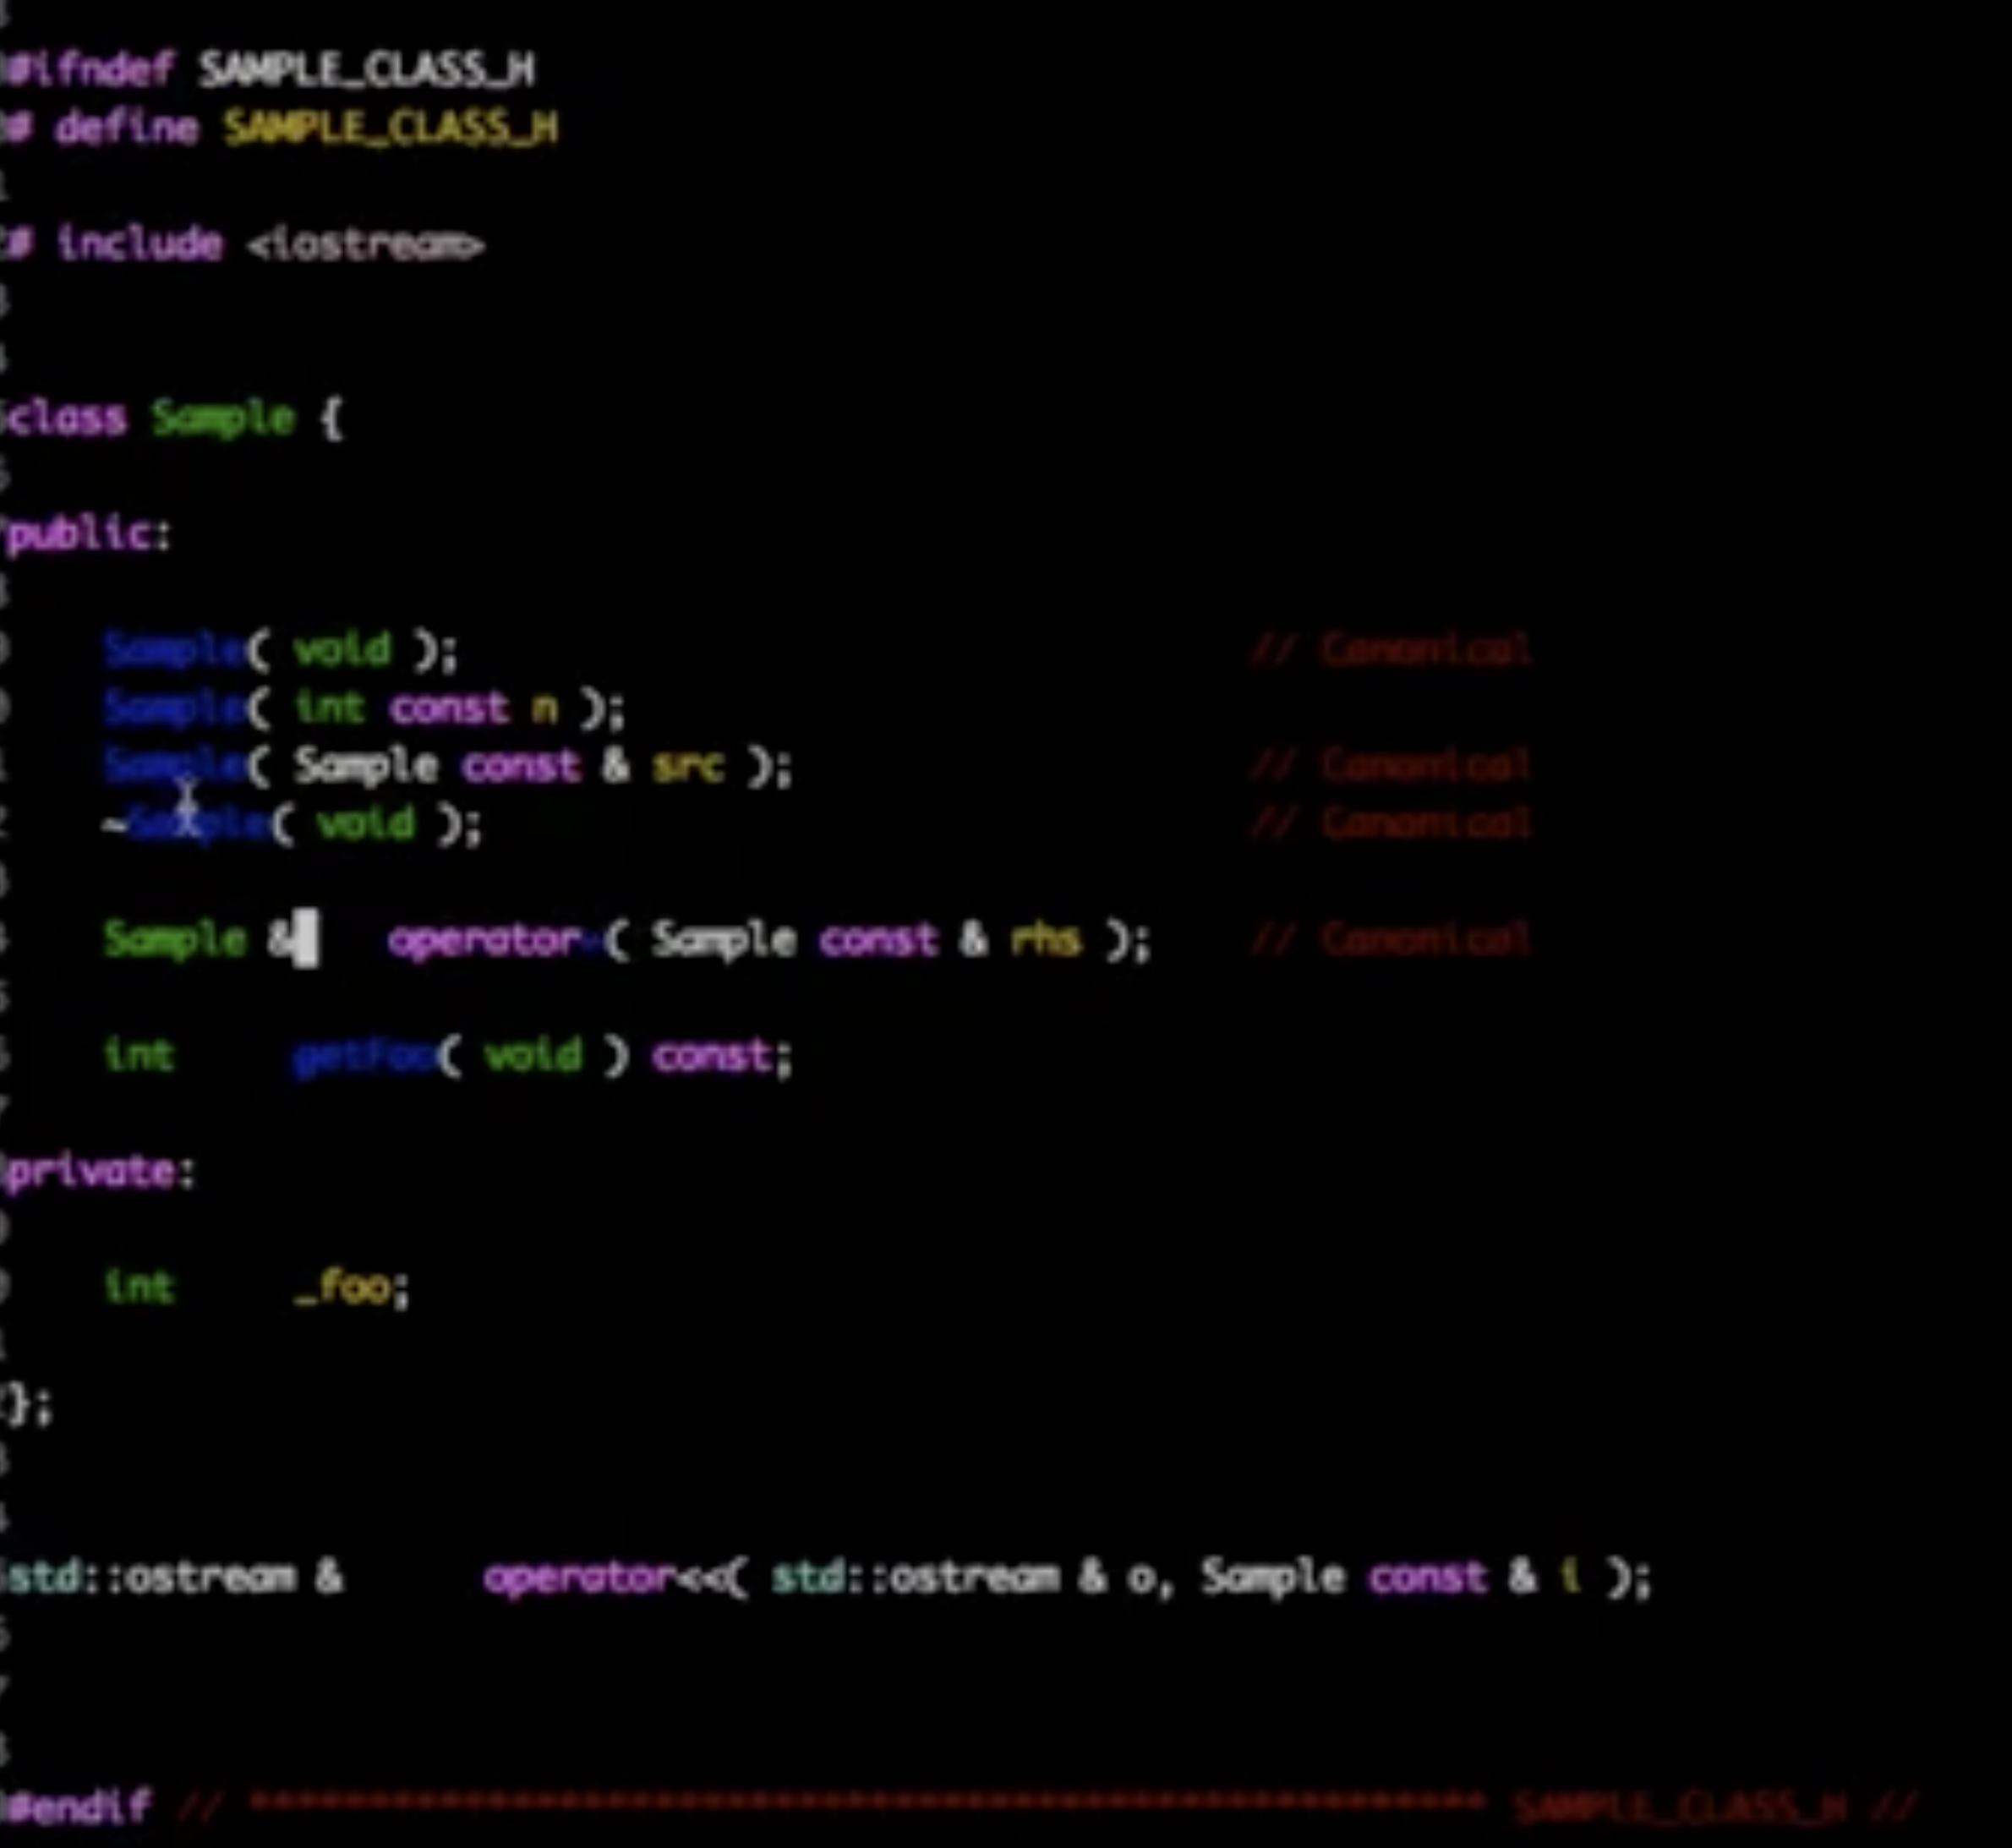 #ifndef SAMPLE_CLASS_H
# define SAMPLE_CLASS_H
# include <iostream>
class Sample {
public:
Sample( void ); // Canonical
Sample( int const n );
Sample( Sample const & src ); // Canonical
~Sample( void ); // Canonical
Sample & operator=( Sample const & rhs ); // Canonical
int getFoo( void ) const;
private:
int _foo;
};
std::ostream & operator<<( std::ostream & o, Sample const & i );
#endif // **************************************************** SAMPLE_CLASS_H //